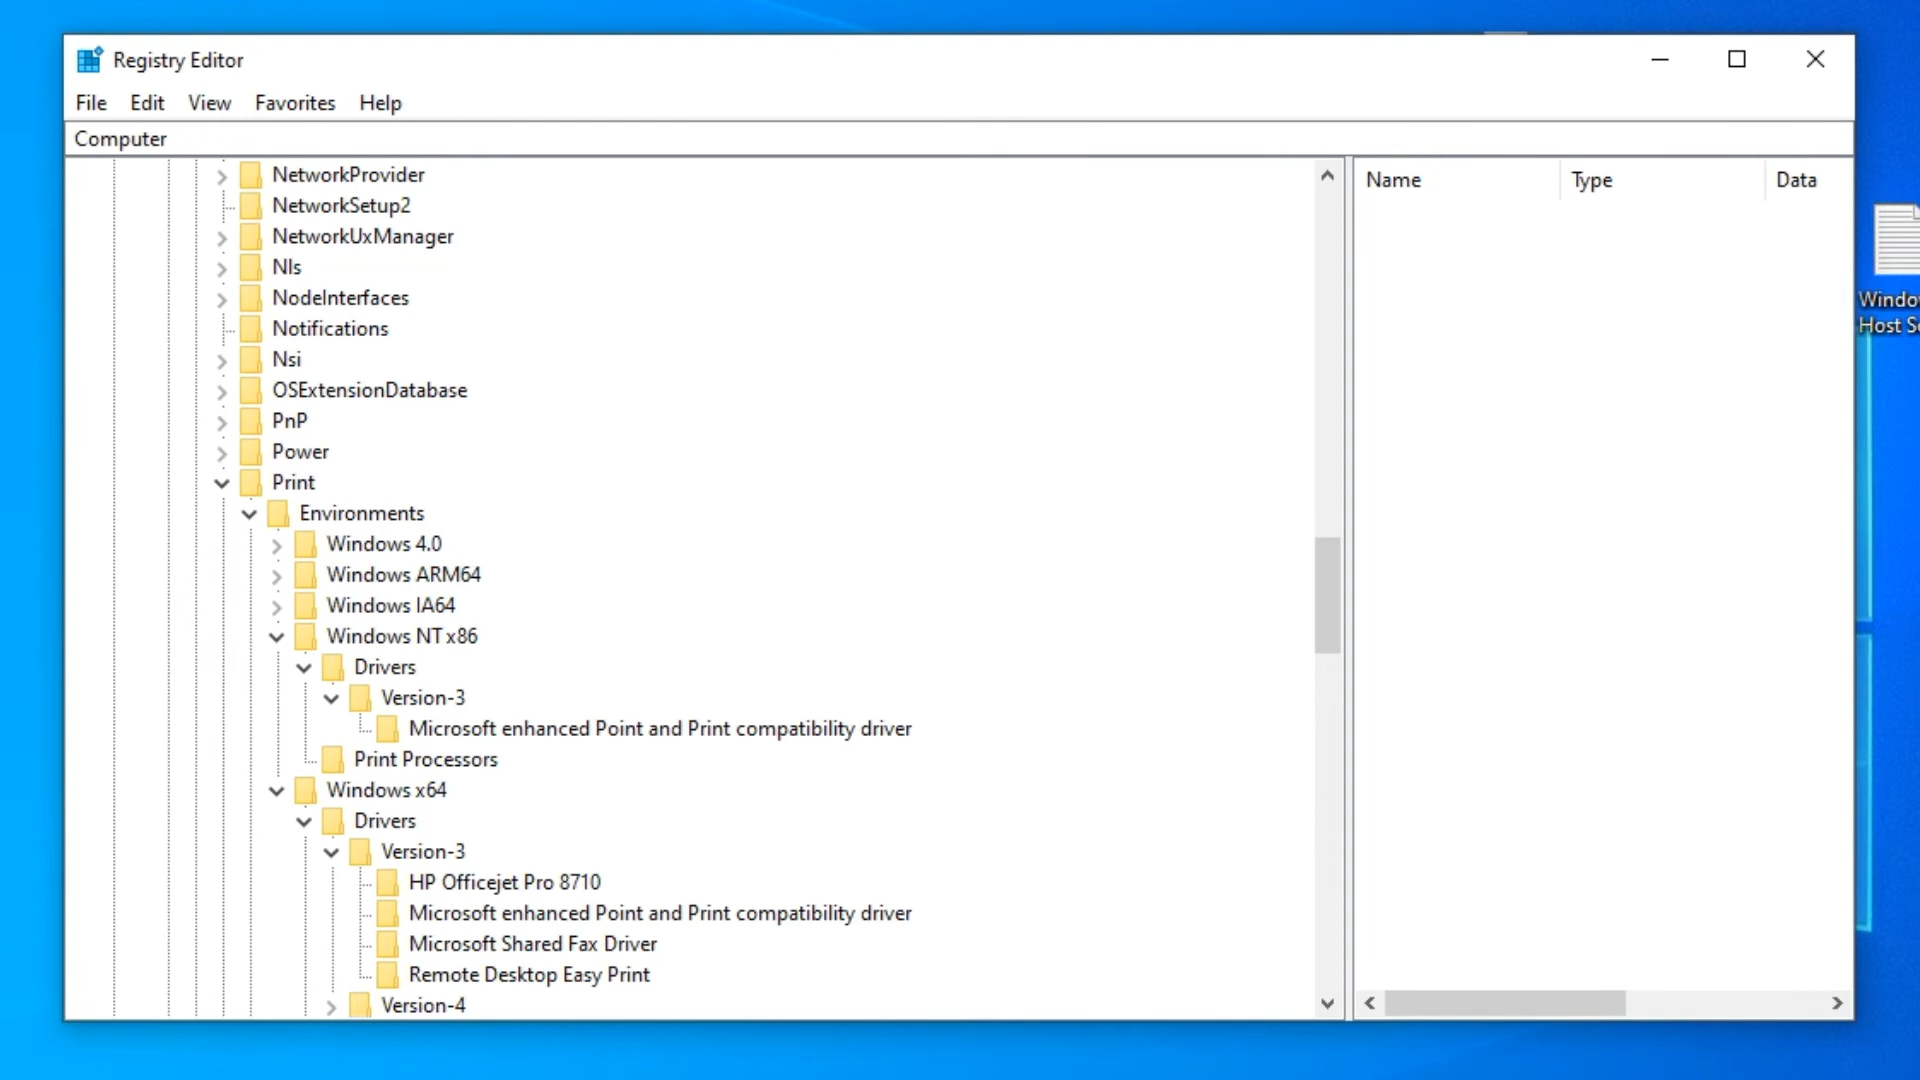 Registry Editor
File Edit View Favorites Help
Computer
NetworkProvider
NetworkSetup2
NetworkUxManager
Nls
NodeInterfaces
Notifications
Nsi
OSExtensionDatabase
PnP
Power
Print
Environments
Windows 4.0
Windows ARM64
Windows IA64
Windows NT x86
Drivers
Version-3
Microsoft enhanced Point and Print compatibility driver
Print Processors
Windows x64
Drivers
Version-3
HP Officejet Pro 8710
Microsoft enhanced Point and Print compatibility driver
Microsoft Shared Fax Driver
Remote Desktop Easy Print
Version-4
Name Type Data
Windo
Host S